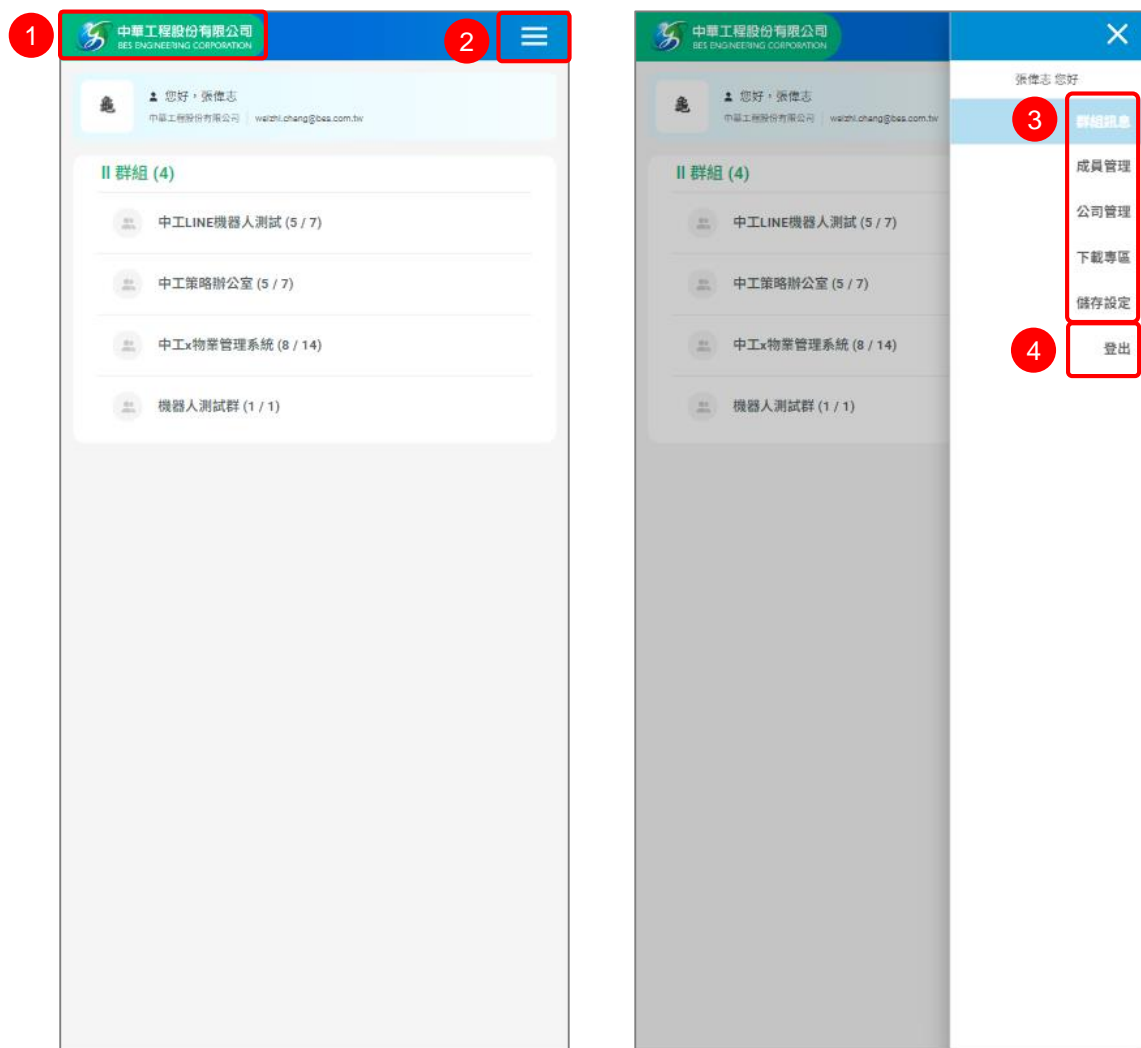 1
中華工程股份有限公司
BES ENGINEERING CORPORATION
2
您好，張偉志
中華工程股份有限公司 weizhi.chang@bes.com.tw
II 群組 (4)
中工LINE機器人測試 (5 / 7)
中工策略辦公室 (5 / 7)
中工x物業管理系統 (8 / 14)
機器人測試群 (1 / 1)
中華工程股份有限公司
BES ENGINEERING CORPORATION
您好，張偉志
中華工程股份有限公司 weizhi.chang@bes.com.tw
II 群組 (4)
中工LINE機器人測試 (5 / 7)
中工策略辦公室 (5 / 7)
中工x物業管理系統 (8 / 14)
機器人測試群 (1 / 1)
張偉志 您好
3
群組訊息
成員管理
公司管理
下載專區
儲存設定
4
登出